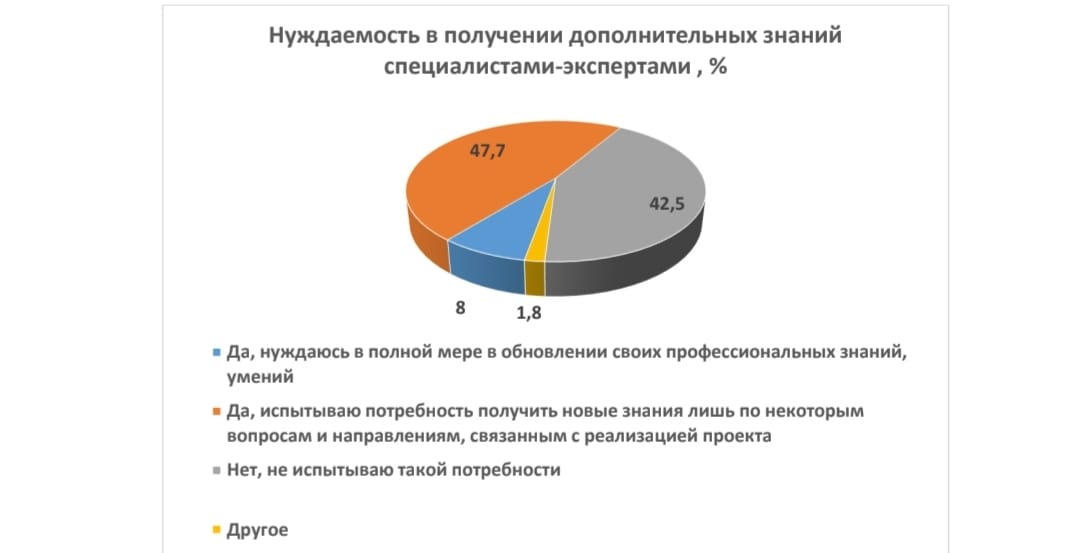 Нуждаемость в получении дополнительных знаний
специалистами-экспертами , %
47,7
42,5
8
1,8
Да, нуждаюсь в полной мере в обновлении своих профессиональных знаний,
умений
Да, испытываю потребность получить новые знания лишь по некоторым
вопросам и направлениям, связанным с реализацией проекта
Нет, не испытываю такой потребности
Другое